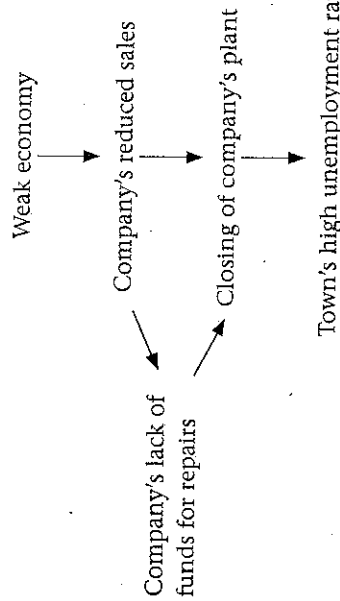 Weak economy
Company's reduced sales
Company's lack of
funds for repairs
Closing of company's plant
Town's high unemployment